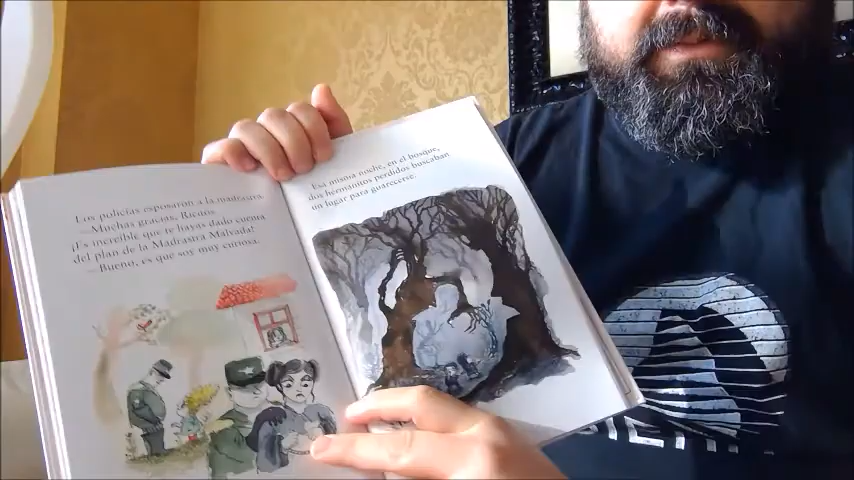 Los policías esposaron a la madrastra.
—Muchas gracias, Ricitos.
¡Es increíble que te hayas dado cuenta
del plan de la Madrastra Malvada!
—Bueno, es que soy muy curiosa.
Esa misma noche, en el bosque,
dos hermanitos perdidos buscaban
un lugar para guarecerse.